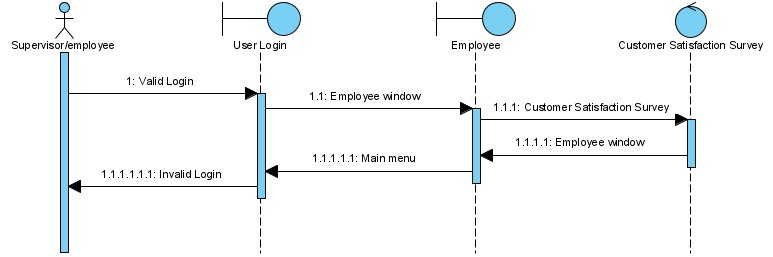 Supervisor/employee
User Login
Employee
Customer Satisfaction Survey
1: Valid Login
1.1: Employee window
1.1.1: Customer Satisfaction Survey
1.1.1.1: Employee window
1.1.1.1.1: Main menu
1.1.1.1.1.1: Invalid Login